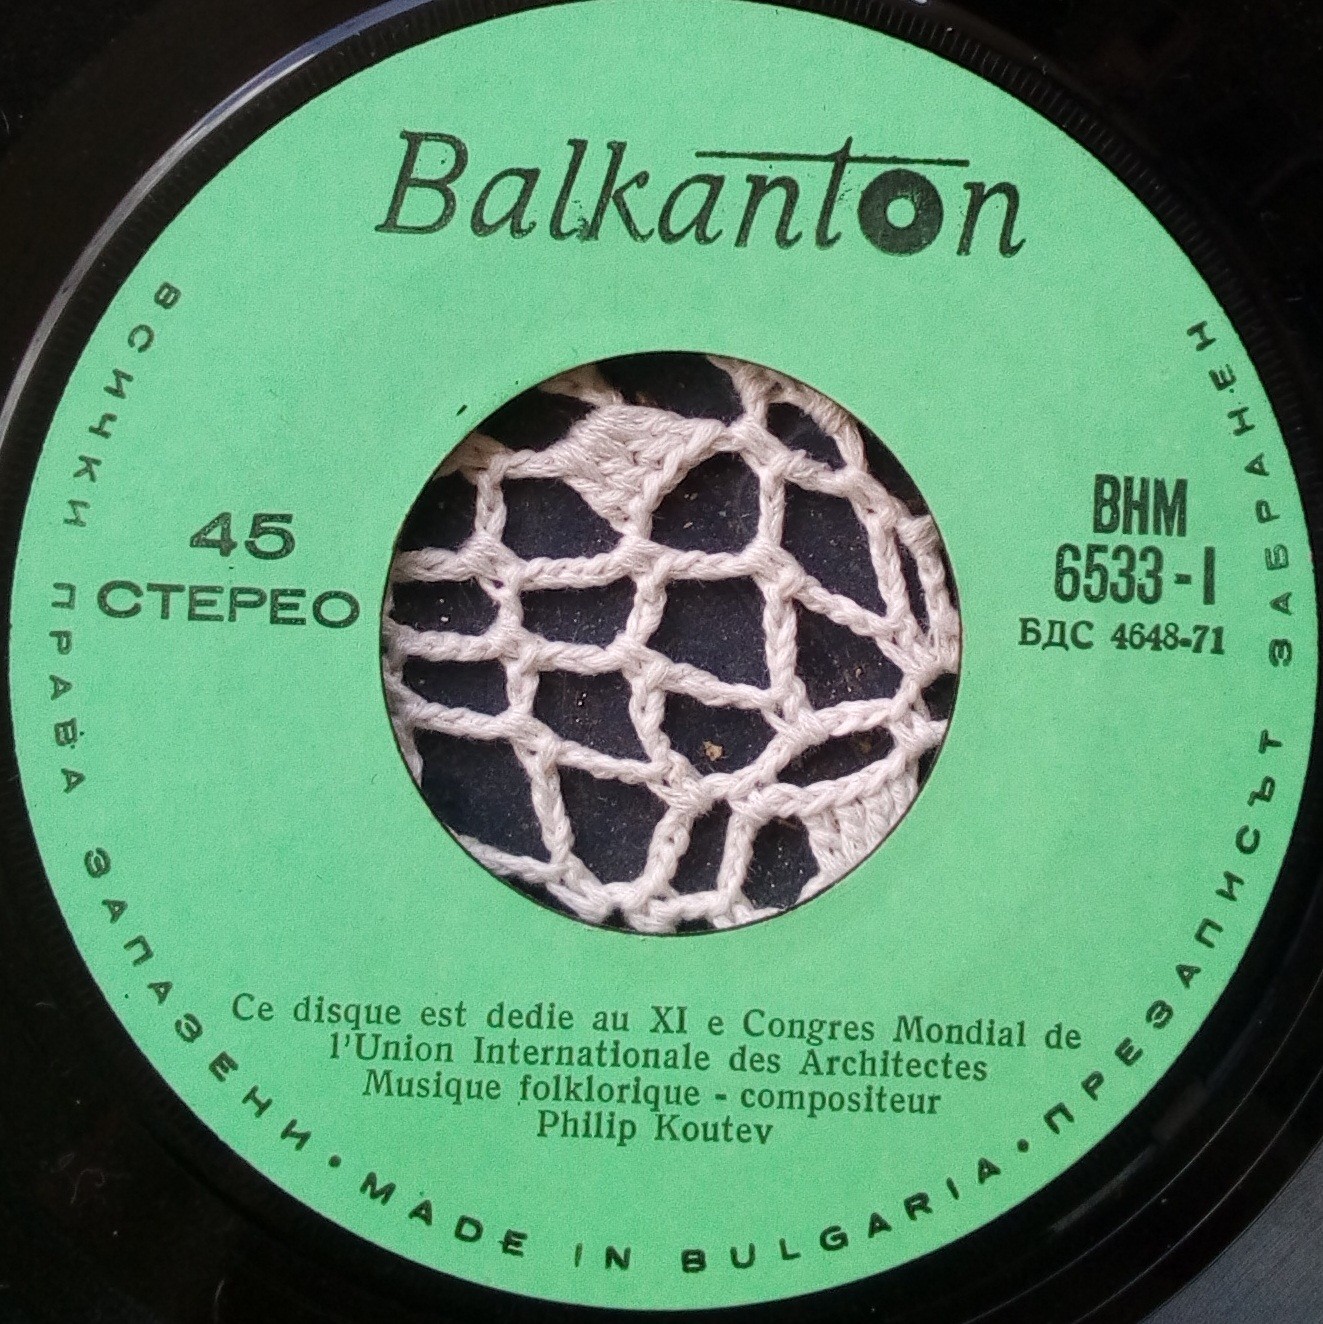 Balkanton
45
СТЕРЕО
ВНМ
6533-I
БДС 4648-71
Ce disque est dedie au XI e Congres Mondial de
l'Union Internationale des Architectes
Musique folklorique - compositeur
Philip Koutev
ВСИЧКИ ПРАВА ЗАПАЗЕНИ • MADE IN BULGARIA • ПРЕЗАПИСЪТ ЗАБРАНЕН